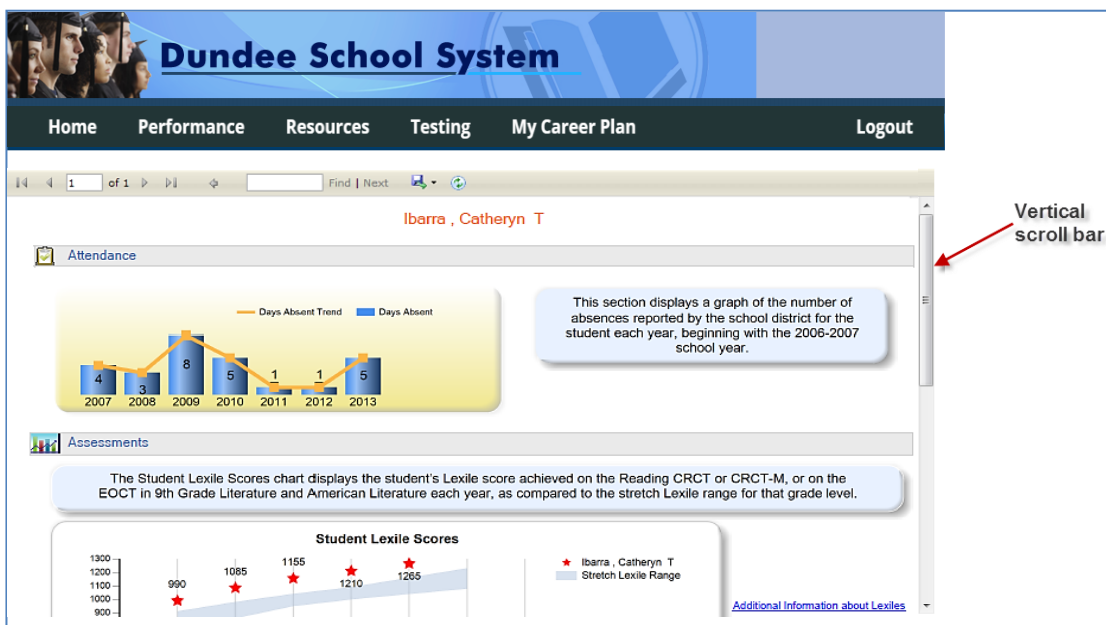 Dundee School System
Home Performance Resources Testing My Career Plan Logout
1 of 1 Find | Next
Vertical
scroll bar
Ibarra , Catheryn T
Attendance
Days Absent Trend Days Absent
4 3 8 5 1 1 5
2007 2008 2009 2010 2011 2012 2013
This section displays a graph of the number of
absences reported by the school district for the
student each year, beginning with the 2006-2007
school year.
Assessments
The Student Lexile Scores chart displays the student's Lexile score achieved on the Reading CRCT or CRCT-M, or on the
EOCT in 9th Grade Literature and American Literature each year, as compared to the stretch Lexile range for that grade level.
Student Lexile Scores
1300
1200
1100
1000
900
990 1085 1155 1210 1265
Ibarra , Catheryn T
Stretch Lexile Range
Additional Information about Lexiles